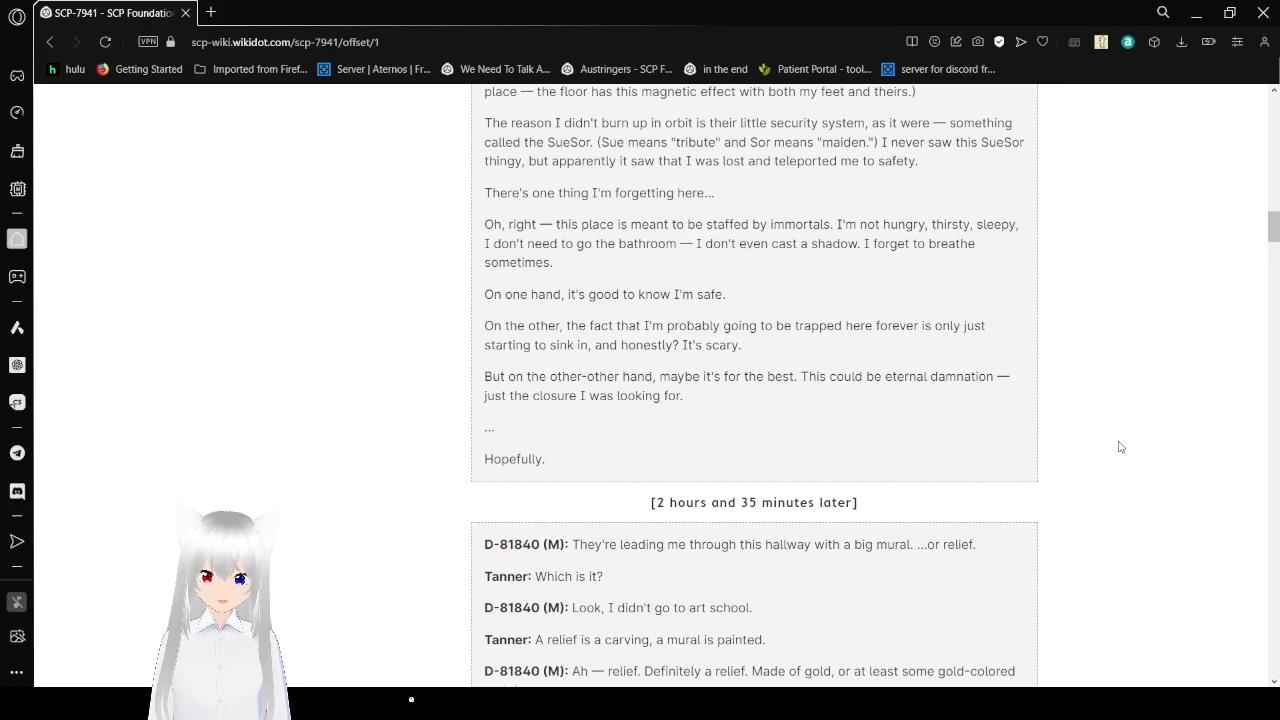 SCP-7941 - SCP Foundatio
VPN
scp-wiki.wikidot.com/scp-7941/offset/1
hulu
Getting Started
Imported from Firef...
Server | Aternos | Fr...
We Need To Talk A...
Austringers - SCP F...
in the end
Patient Portal - tool...
server for discord fr...
place — the floor has this magnetic effect with both my feet and theirs.)
The reason I didn't burn up in orbit is their little security system, as it were — something
called the SueSor. (Sue means "tribute" and Sor means "maiden.") I never saw this SueSor
thingy, but apparently it saw that I was lost and teleported me to safety.
There's one thing I'm forgetting here...
Oh, right — this place is meant to be staffed by immortals. I'm not hungry, thirsty, sleepy,
I don't need to go the bathroom — I don't even cast a shadow. I forget to breathe
sometimes.
On one hand, it's good to know I'm safe.
On the other, the fact that I'm probably going to be trapped here forever is only just
starting to sink in, and honestly? It's scary.
But on the other-other hand, maybe it's for the best. This could be eternal damnation —
just the closure I was looking for.
...
Hopefully.
[2 hours and 35 minutes later]
D-81840 (M): They're leading me through this hallway with a big mural. ...or relief.
Tanner: Which is it?
D-81840 (M): Look, I didn't go to art school.
Tanner: A relief is a carving, a mural is painted.
D-81840 (M): Ah — relief. Definitely a relief. Made of gold, or at least some gold-colored